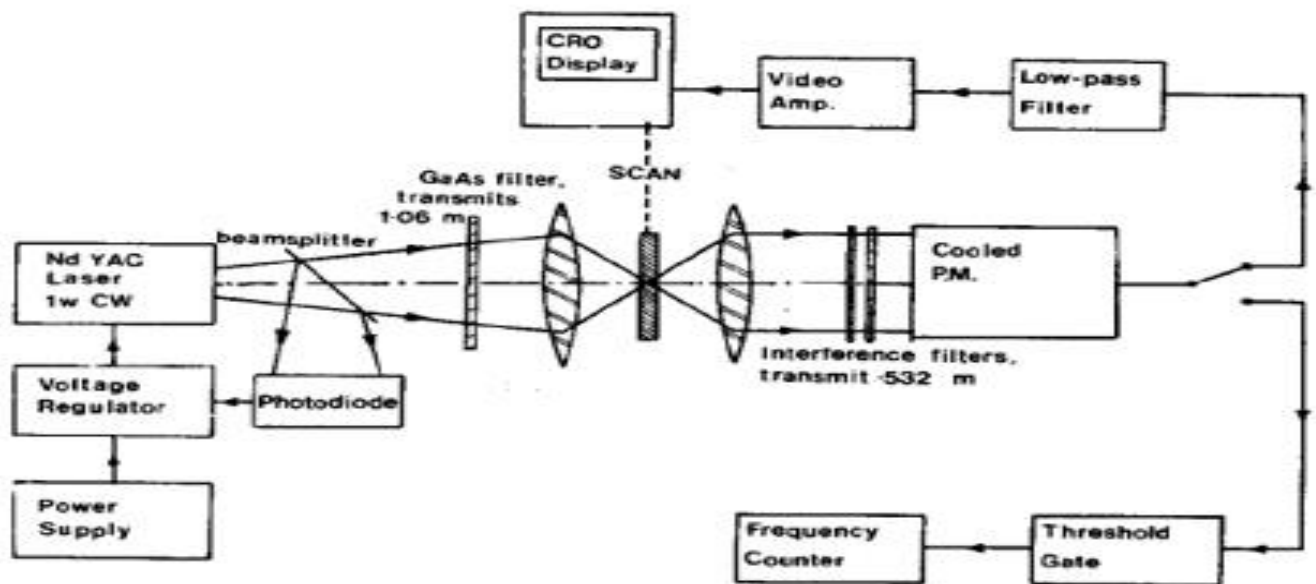 CRO
Display
Video
Amp.
Low-pass
Filter
SCAN
GaAs filter,
transmits
1·06 m
beamsplitter
Nd YAG
Laser
1w CW
Cooled
P.M.
Interference filters,
transmit ·532 m
Voltage
Regulator
Photodiode
Power
Supply
Frequency
Counter
Threshold
Gate